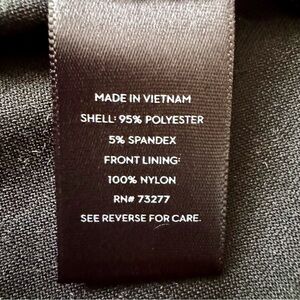 MADE IN VIETNAM
SHELL: 95% POLYESTER
5% SPANDEX
FRONT LINING:
100% NYLON
RN# 73277
SEE REVERSE FOR CARE.